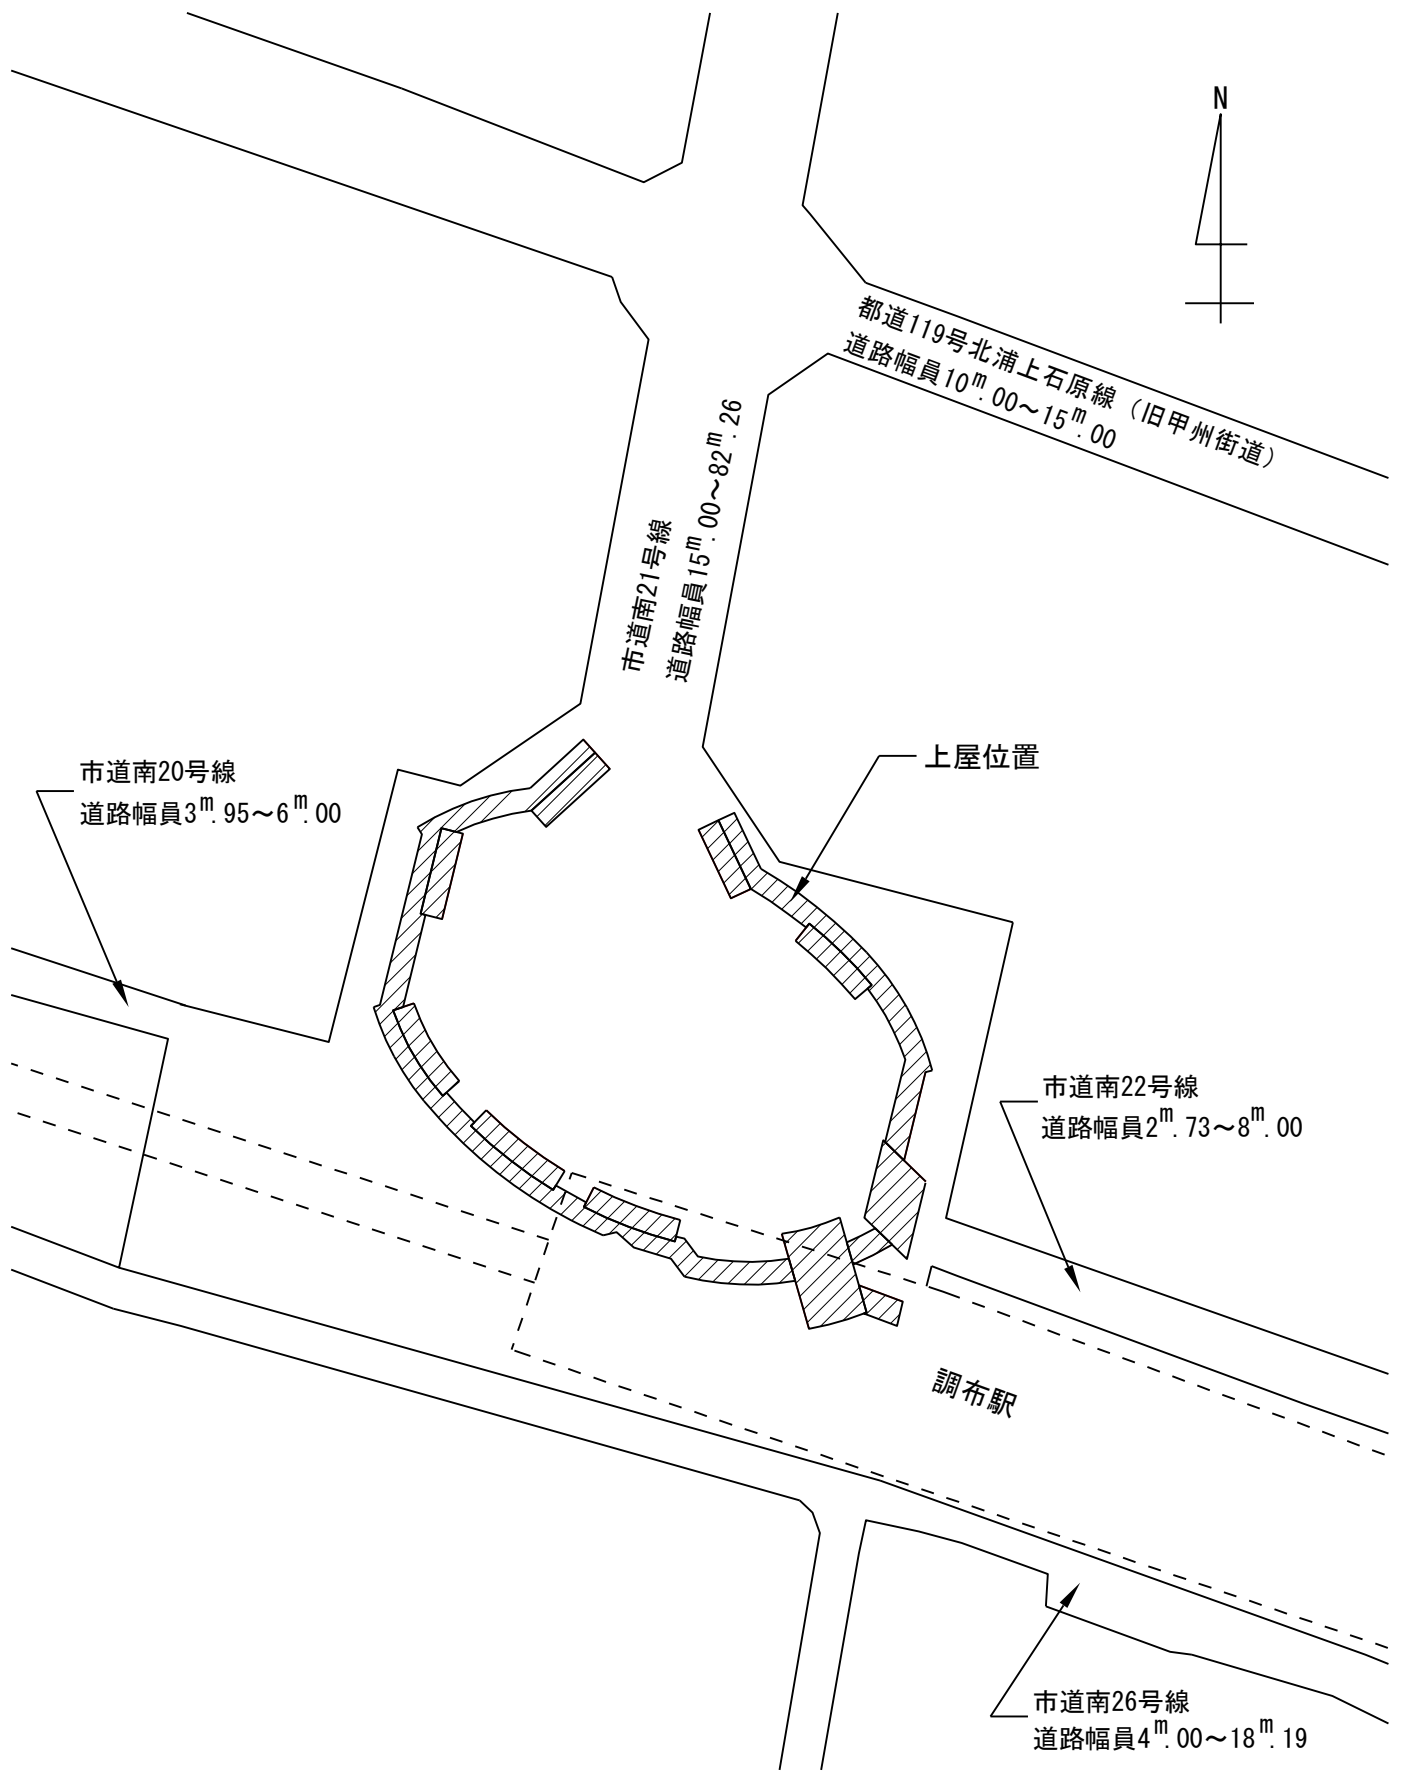 N
都道119号北浦上石原線（旧甲州街道）
道路幅員10m.00～15m.00
市道南21号線
道路幅員15m.00～82m.26
上屋位置
市道南20号線
道路幅員3m.95～6m.00
市道南22号線
道路幅員2m.73～8m.00
調布駅
市道南26号線
道路幅員4m.00～18m.19